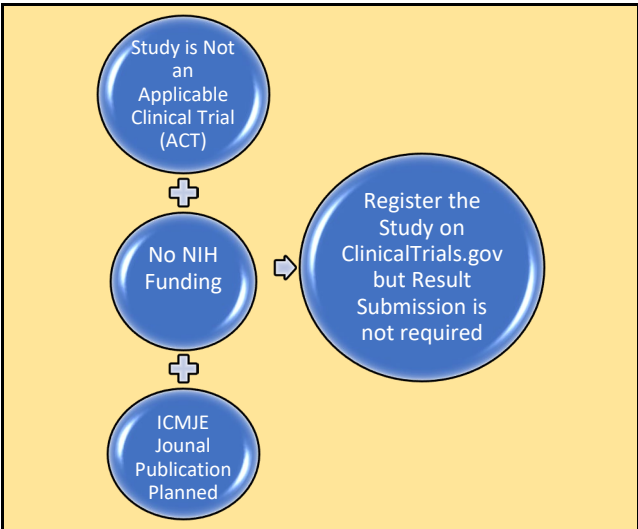 Study is Not
an
Applicable
Clinical Trial
(ACT)
No NIH
Funding
ICMJE
Jounal
Publication
Planned
Register the
Study on
ClinicalTrials.gov
but Result
Submission is
not required